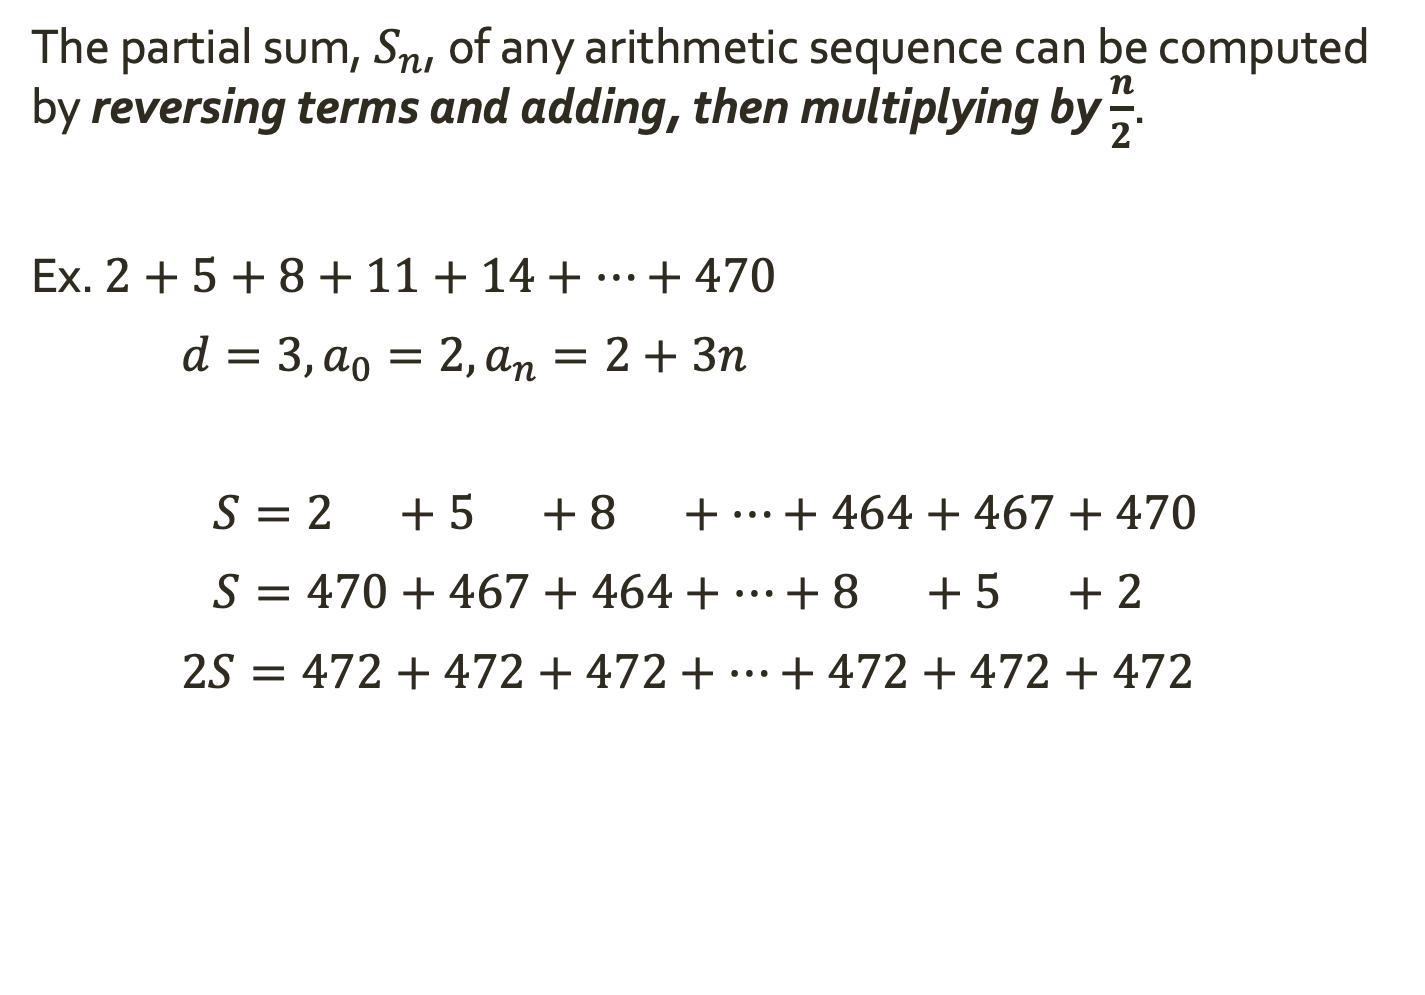 The partial sum, Sₙ, of any arithmetic sequence can be computed
by reversing terms and adding, then multiplying by n/2.
Ex. 2 + 5 + 8 + 11 + 14 + ⋯ + 470
d = 3, a₀ = 2, aₙ = 2 + 3n
S = 2 + 5 + 8 + ⋯ + 464 + 467 + 470
S = 470 + 467 + 464 + ⋯ + 8 + 5 + 2
2S = 472 + 472 + 472 + ⋯ + 472 + 472 + 472